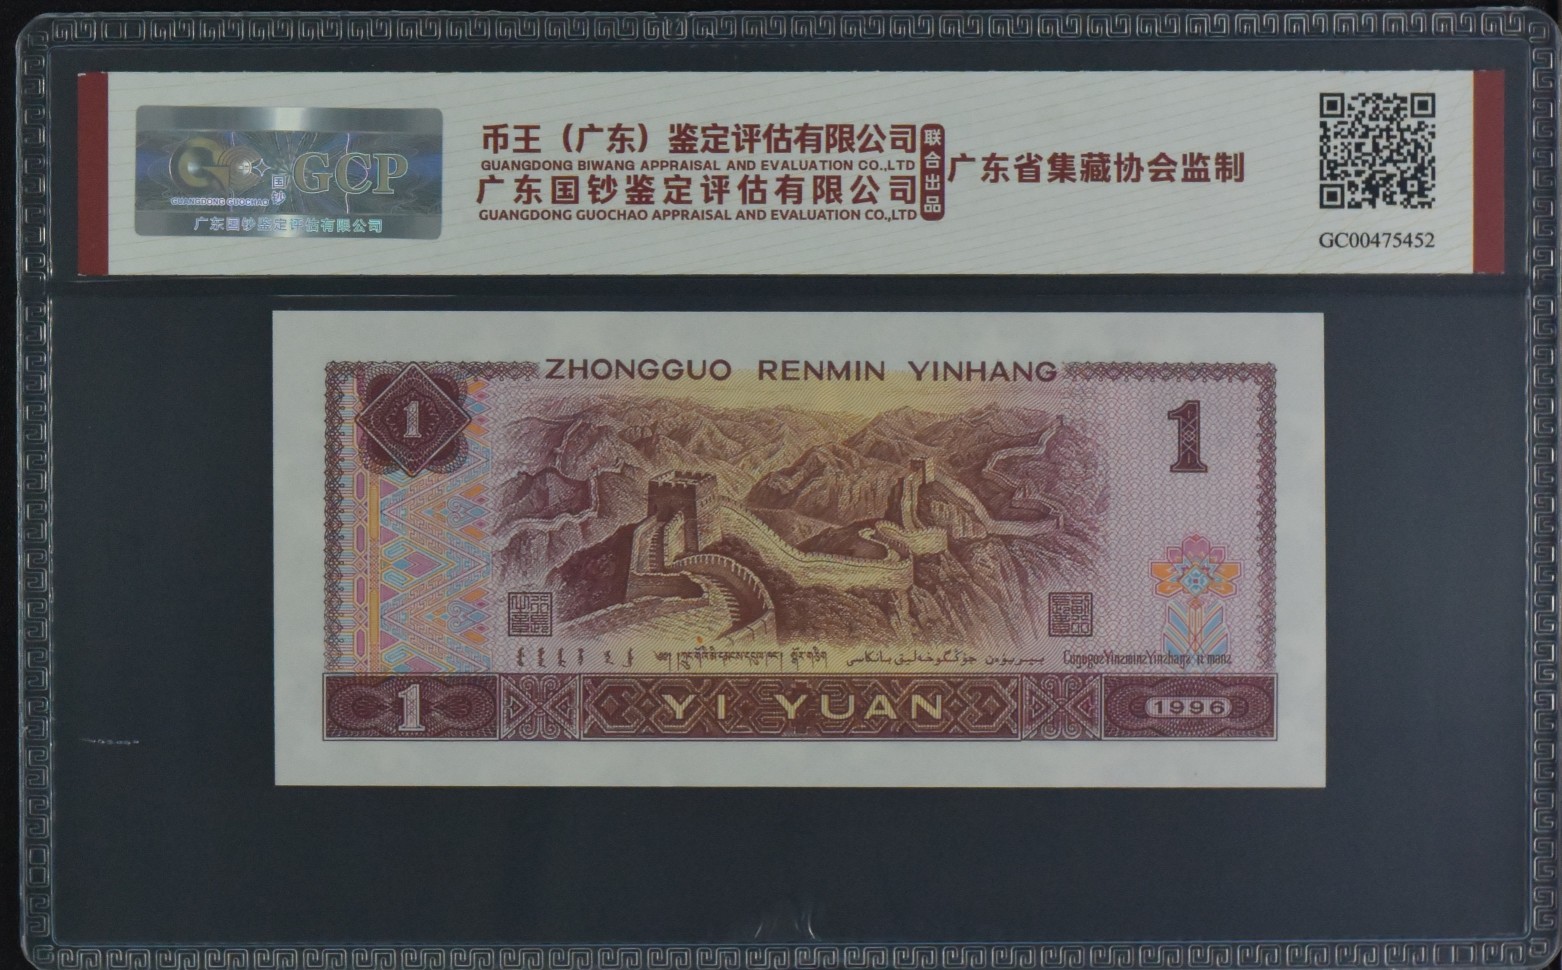 GC
国
钞
GCP
GUANGDONG GUOCHAO
广东国钞鉴定评估有限公司
币王（广东）鉴定评估有限公司
GUANGDONG BIWANG APPRAISAL AND EVALUATION CO.,LTD
广东国钞鉴定评估有限公司
GUANGDONG GUOCHAO APPRAISAL AND EVALUATION CO.,LTD
联合出品
广东省集藏协会监制
GC00475452
ZHONGGUO RENMIN YINHANG
1
1
1
YI YUAN
1996